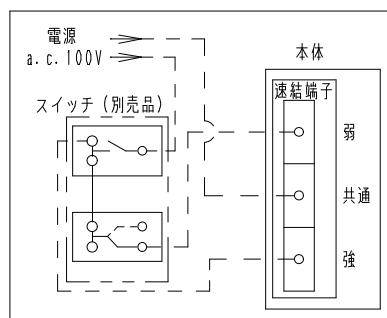 電源
a.c.100V
本体
スイッチ(別売品)
速結端子
弱
共通
強